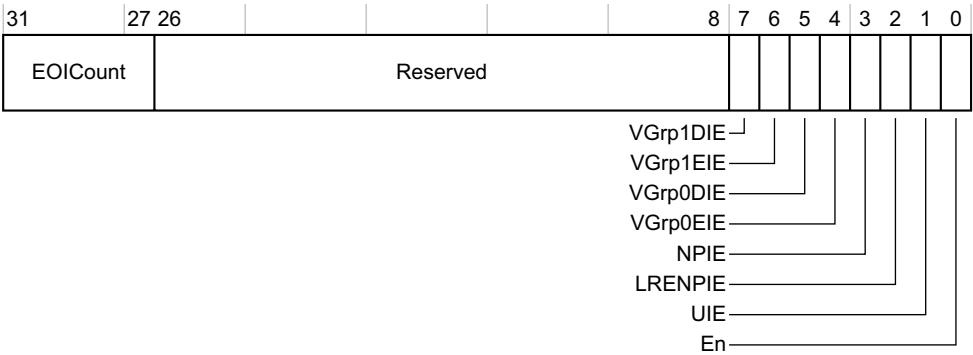 31 27 26 8 7 6 5 4 3 2 1 0
EOICount Reserved
VGrp1DIE
VGrp1EIE
VGrp0DIE
VGrp0EIE
NPIE
LRENPIE
UIE
En